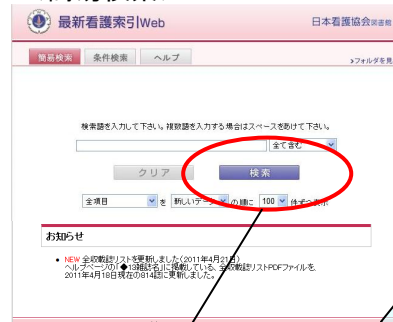 最新看護索引Web
日本看護協会図書館
簡易検索 条件検索 ヘルプ
>フォルダを見
検索語を入力して下さい。複数語を入力する場合はスペースをあけて下さい。
全て含む
クリア 検索
全項目 を 新しいデータ の順に 100 件ずつ表示
お知らせ
NEW 全収載誌リストを更新しました(2011年4月21日)
ヘルプページの「◆13雑誌名」に掲載している、全収載誌リストPDFファイルを、
2011年4月18日現在の814誌に更新しました。